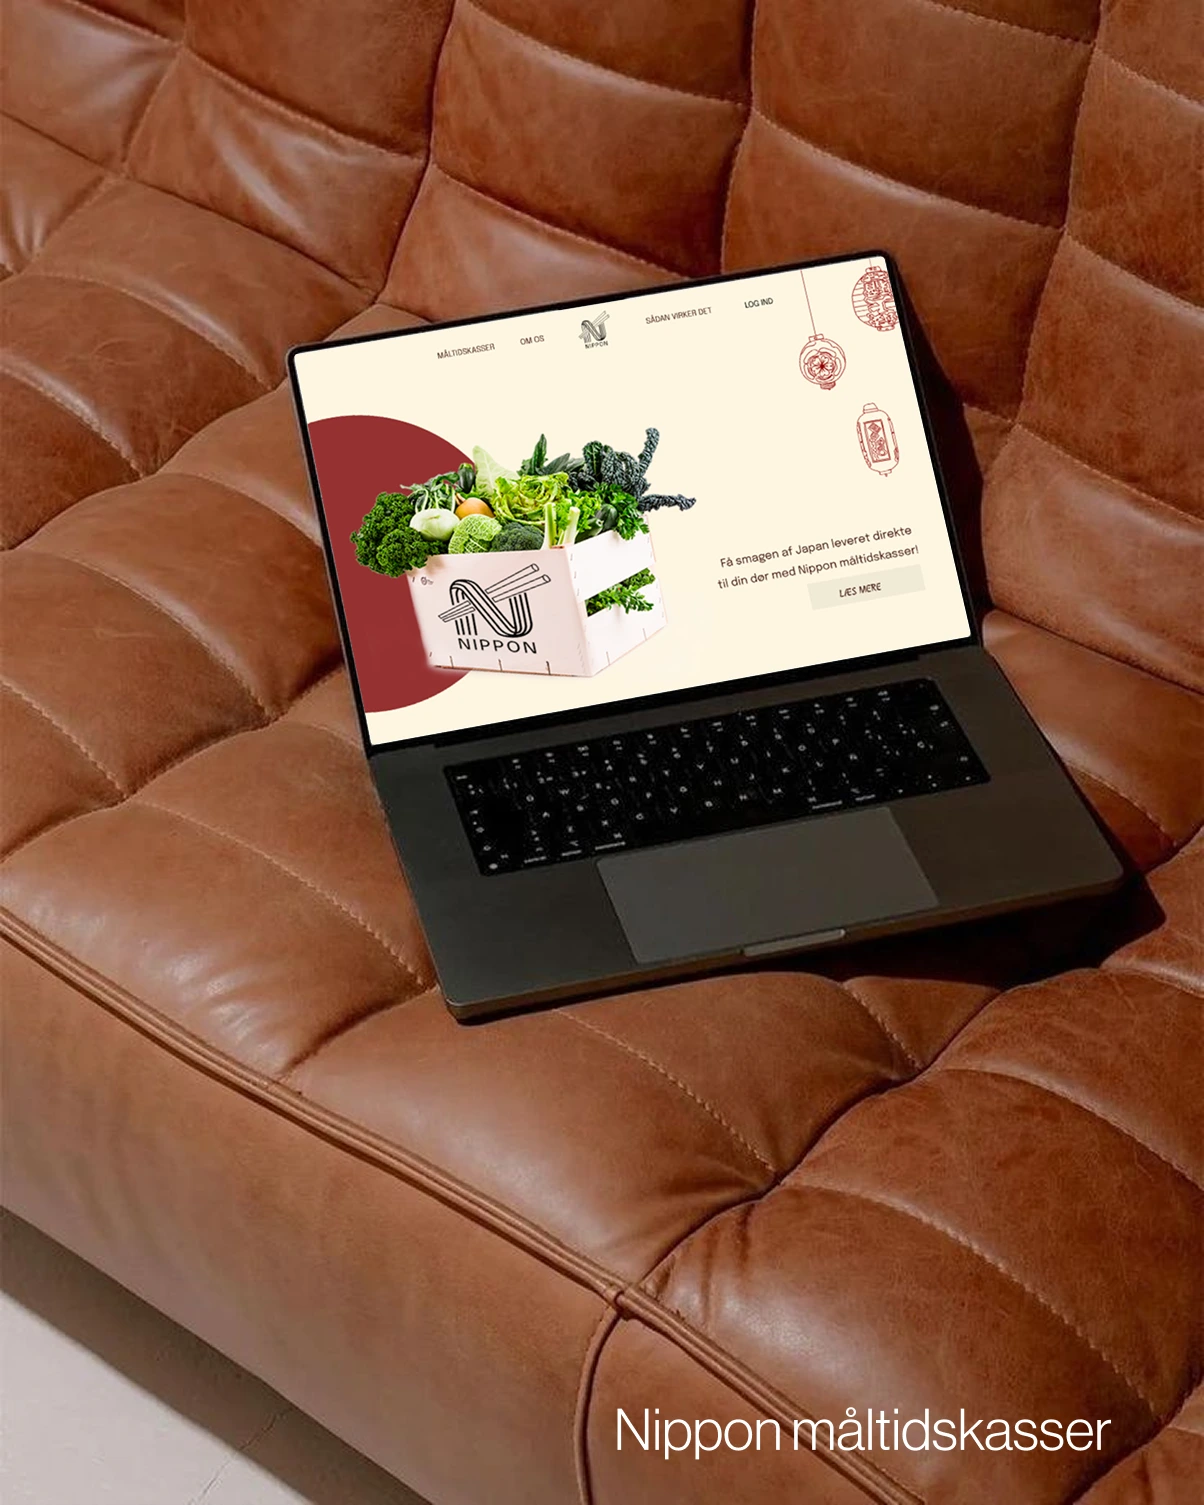 MÅLTIDSKASSER
OM OS
NIPPON
SÅDAN VIRKER DET
LOG IND
NIPPON
Få smagen af Japan leveret direkte
til din dør med Nippon måltidskasser!
LÆS MERE
Nippon måltidskasser